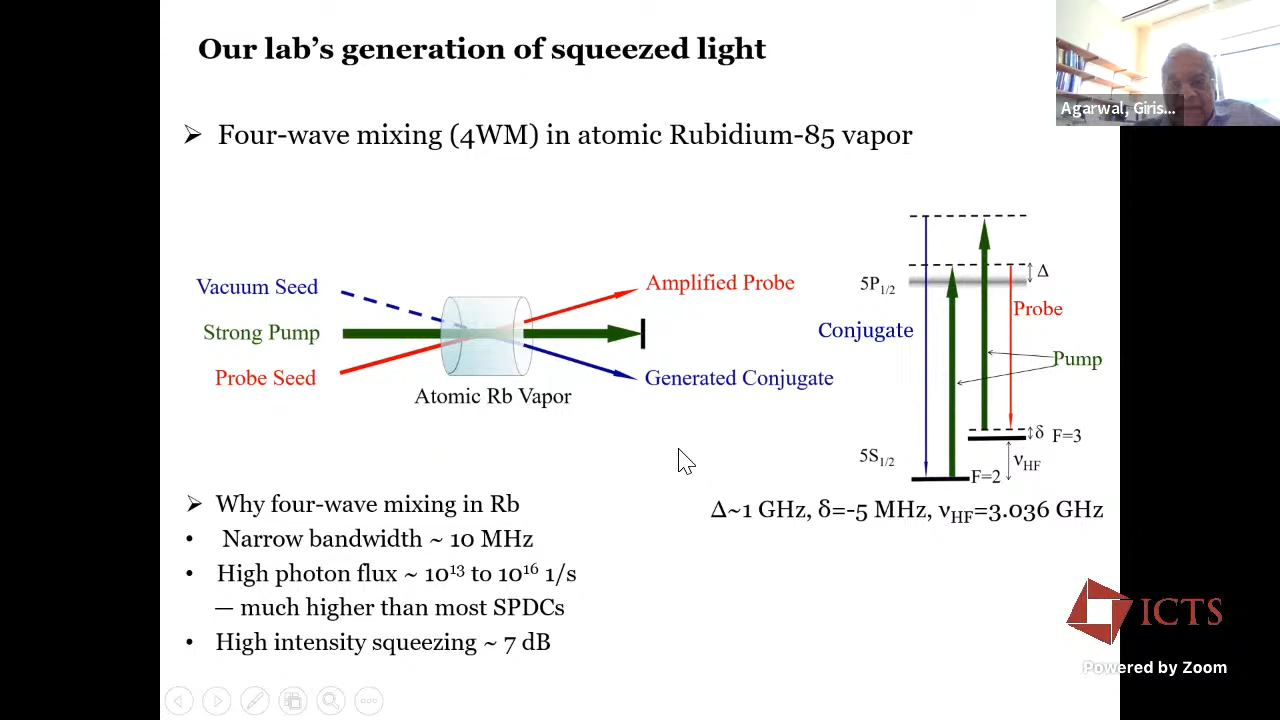 Our lab's generation of squeezed light
Agarwal, Giris...
➢ Four-wave mixing (4WM) in atomic Rubidium-85 vapor
Vacuum Seed
Strong Pump
Probe Seed
Amplified Probe
Generated Conjugate
Atomic Rb Vapor
5P1/2
Δ
Probe
Conjugate
Pump
δ F=3
5S1/2
νHF
F=2
Δ~1 GHz, δ=-5 MHz, νHF=3.036 GHz
➢ Why four-wave mixing in Rb
• Narrow bandwidth ~ 10 MHz
• High photon flux ~ 10¹³ to 10¹⁶ 1/s
— much higher than most SPDCs
• High intensity squeezing ~ 7 dB
ICTS
Powered by Zoom